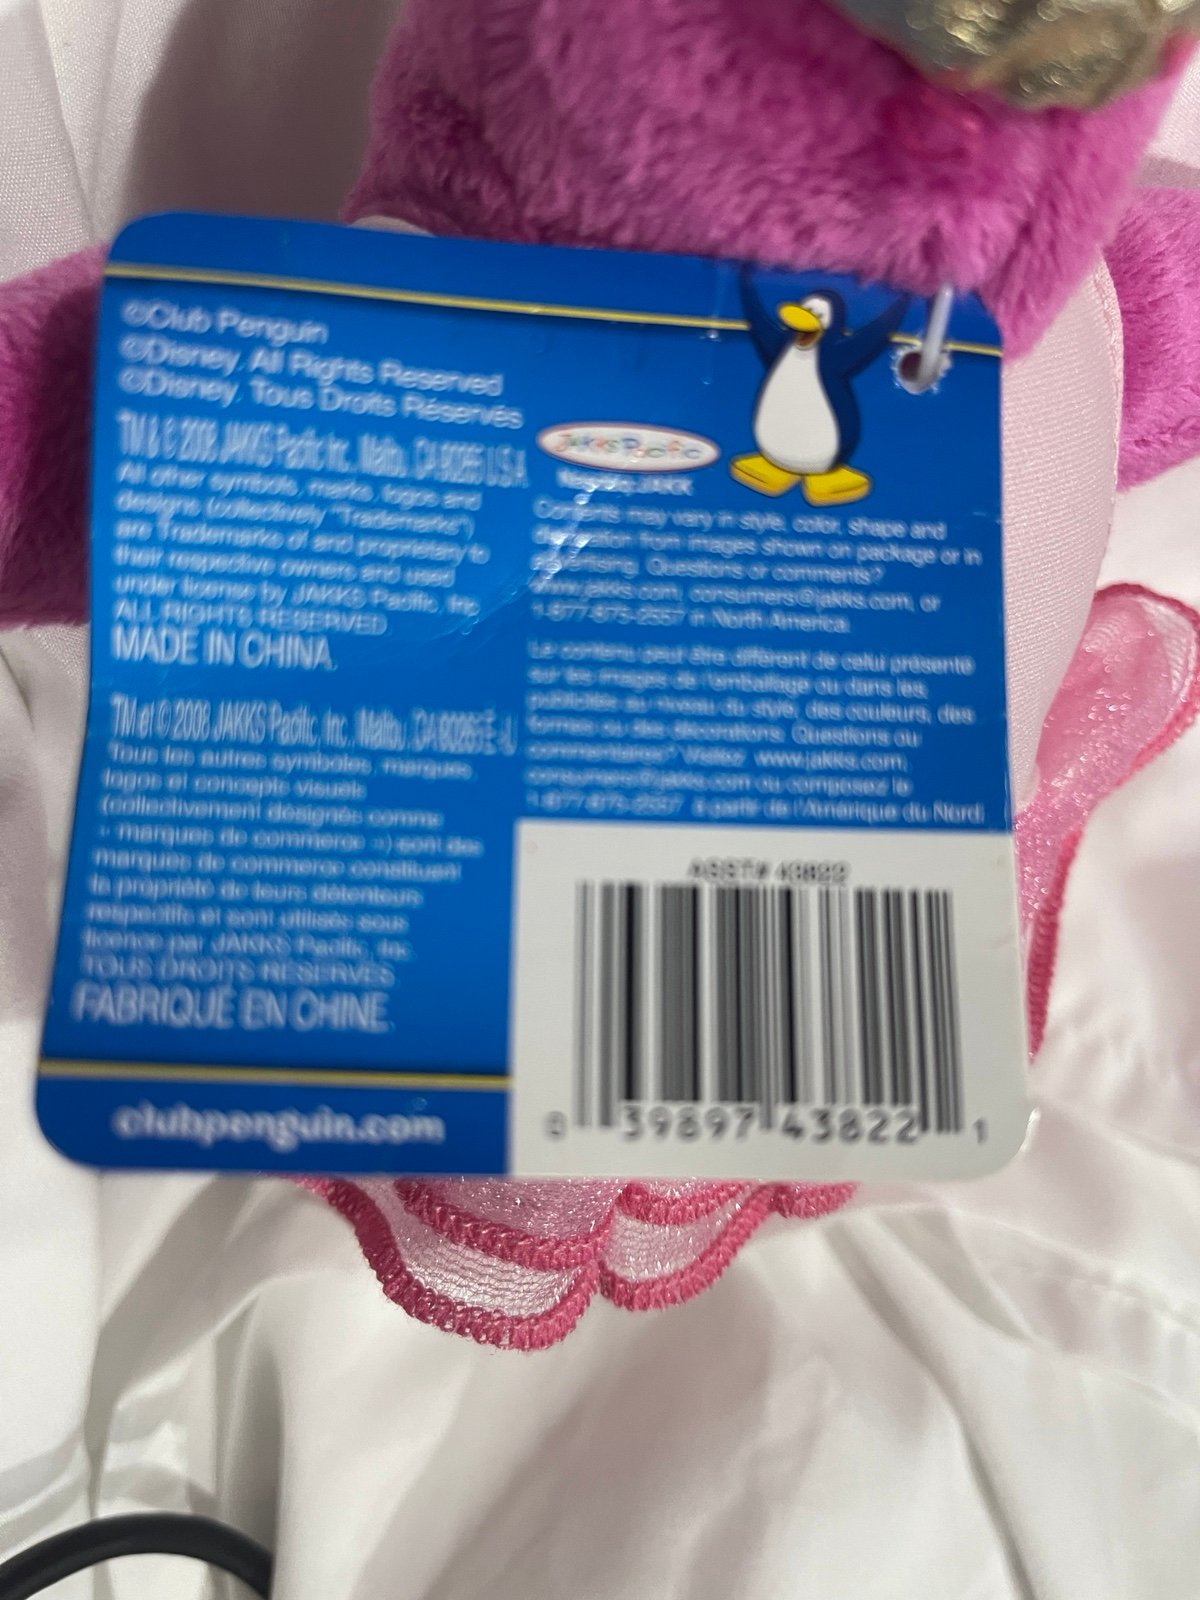 ©Club Penguin
©Disney. All Rights Reserved
©Disney. Tous Droits Réservés
TM & © 2008 JAKKS Pacific, Inc. Malibu, CA 90265 U.S.A.
All other symbols, marks, logos and
designs (collectively "Trademarks")
are Trademarks of and proprietary to
their respective owners and used
under license by JAKKS Pacific, Inc.
ALL RIGHTS RESERVED.
MADE IN CHINA.
TM et © 2008 JAKKS Pacific, Inc. Malibu, CA 90265 É.-U.
Tous les autres symboles, marques,
logos et concepts visuels
(collectivement désignés comme
« marques de commerce ») sont des
marques de commerce constituant
la propriété de leurs détenteurs
respectifs et sont utilisés sous
licence par JAKKS Pacific, Inc.
TOUS DROITS RÉSERVÉS.
FABRIQUÉ EN CHINE.
clubpenguin.com
JAKKS Pacific
Contents may vary in style, color, shape and
decoration from images shown on package or in
advertising. Questions or comments?
www.jakks.com, consumers@jakks.com, or
1-877-875-2557 in North America.
Le contenu peut être différent de celui présenté
sur les images de l'emballage ou dans les
publicités au niveau du style, des couleurs, des
formes ou des décorations. Questions ou
commentaires? Visitez www.jakks.com,
consumers@jakks.com ou composez le
1-877-875-2557 à partir de l'Amérique du Nord.
ASST# 43822
0 39897 43822 1